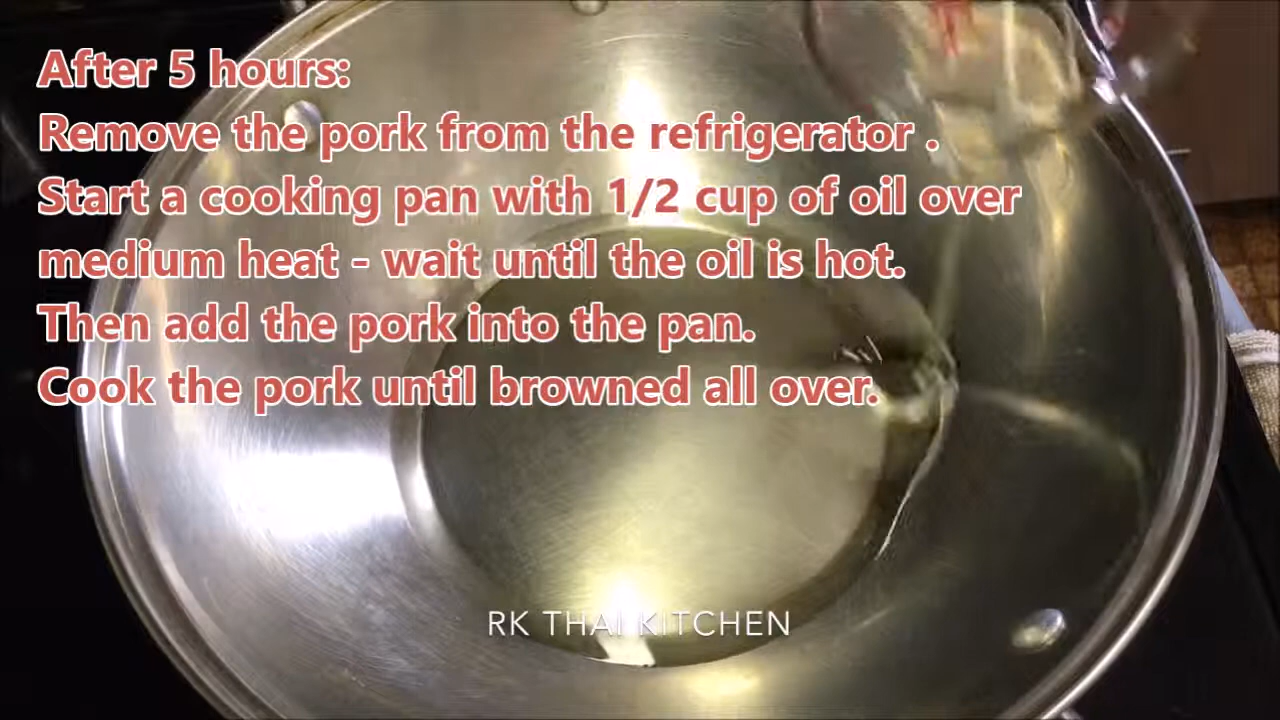 After 5 hours:
Remove the pork from the refrigerator .
Start a cooking pan with 1/2 cup of oil over
medium heat - wait until the oil is hot.
Then add the pork into the pan.
Cook the pork until browned all over.
RK THAI KITCHEN